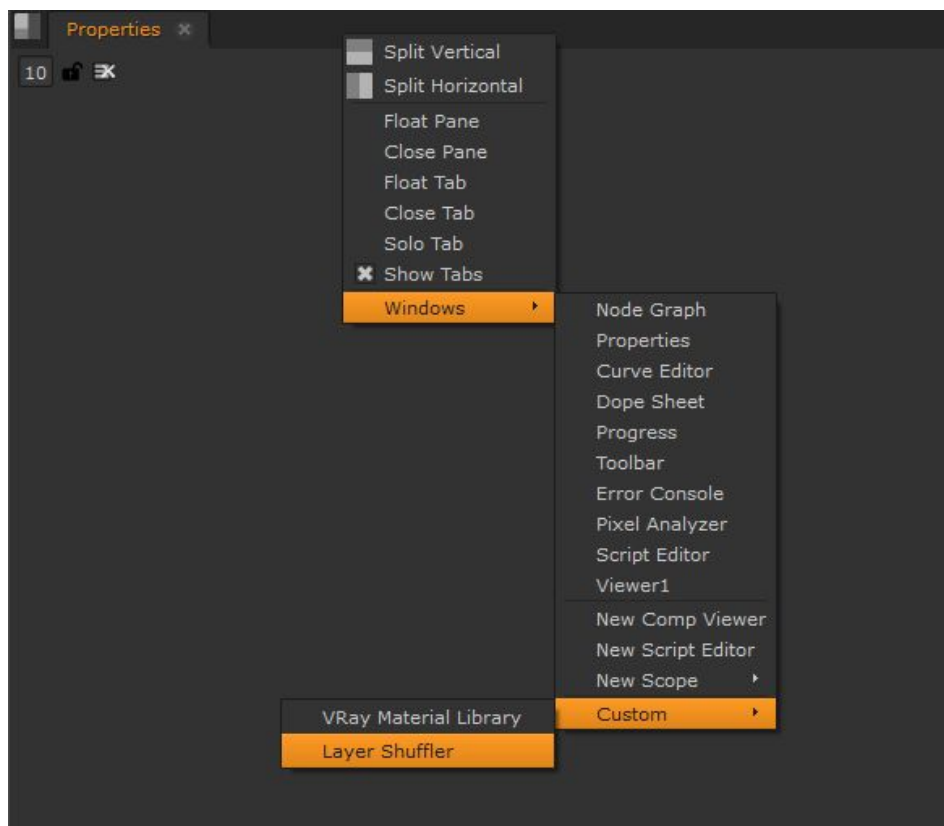 Properties
10
Split Vertical
Split Horizontal
Float Pane
Close Pane
Float Tab
Close Tab
Solo Tab
Show Tabs
Windows
Node Graph
Properties
Curve Editor
Dope Sheet
Progress
Toolbar
Error Console
Pixel Analyzer
Script Editor
Viewer1
New Comp Viewer
New Script Editor
New Scope
Custom
VRay Material Library
Layer Shuffler